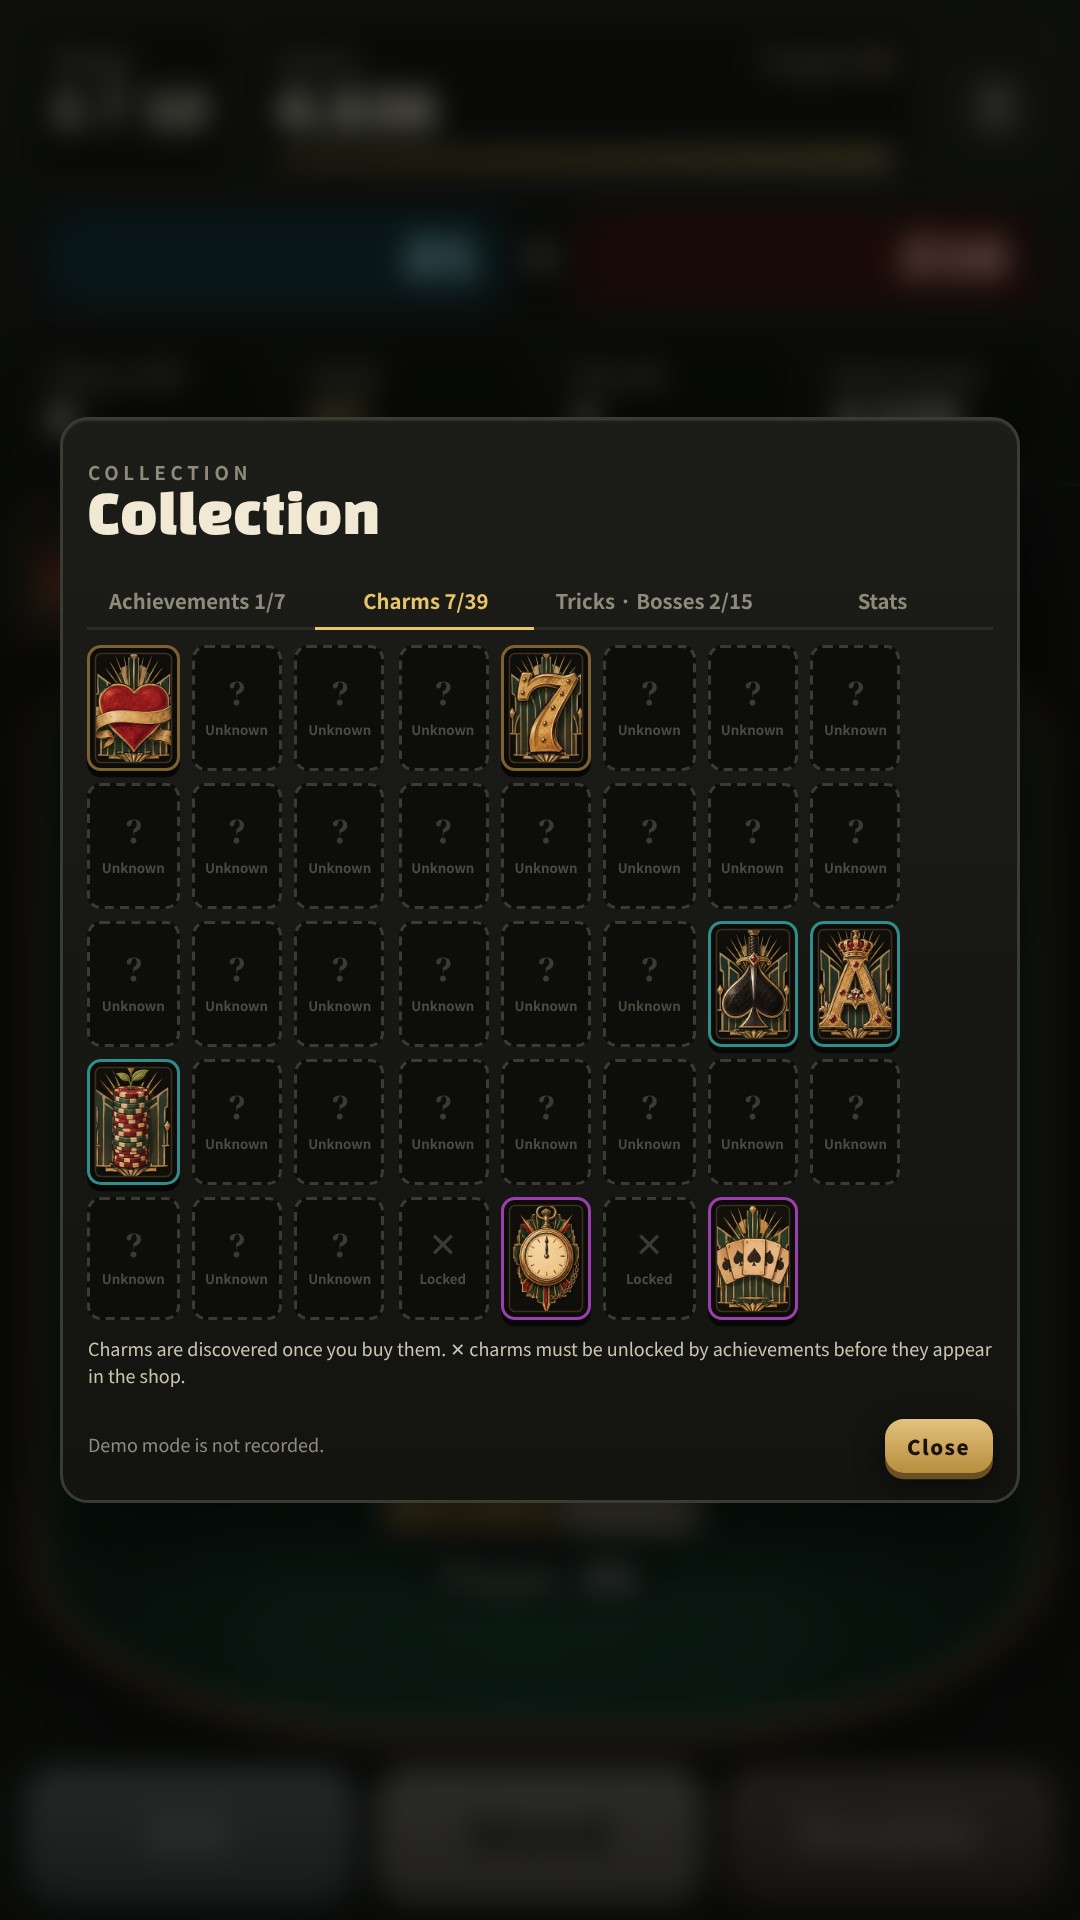 COLLECTION
Collection
Achievements 1/7 Charms 7/39 Tricks · Bosses 2/15 Stats
? ? ? 7 ? ? ?
Unknown Unknown Unknown Unknown Unknown Unknown
? ? ? ? ? ? ? ?
Unknown Unknown Unknown Unknown Unknown Unknown Unknown Unknown
? ? ? ? ? ? A
Unknown Unknown Unknown Unknown Unknown Unknown
? ? ? ? ? ? ?
Unknown Unknown Unknown Unknown Unknown Unknown Unknown
? ? ? ✕ ✕
Unknown Unknown Unknown Locked Locked
Charms are discovered once you buy them. ✕ charms must be unlocked by achievements before they appear
in the shop.
Demo mode is not recorded.
Close